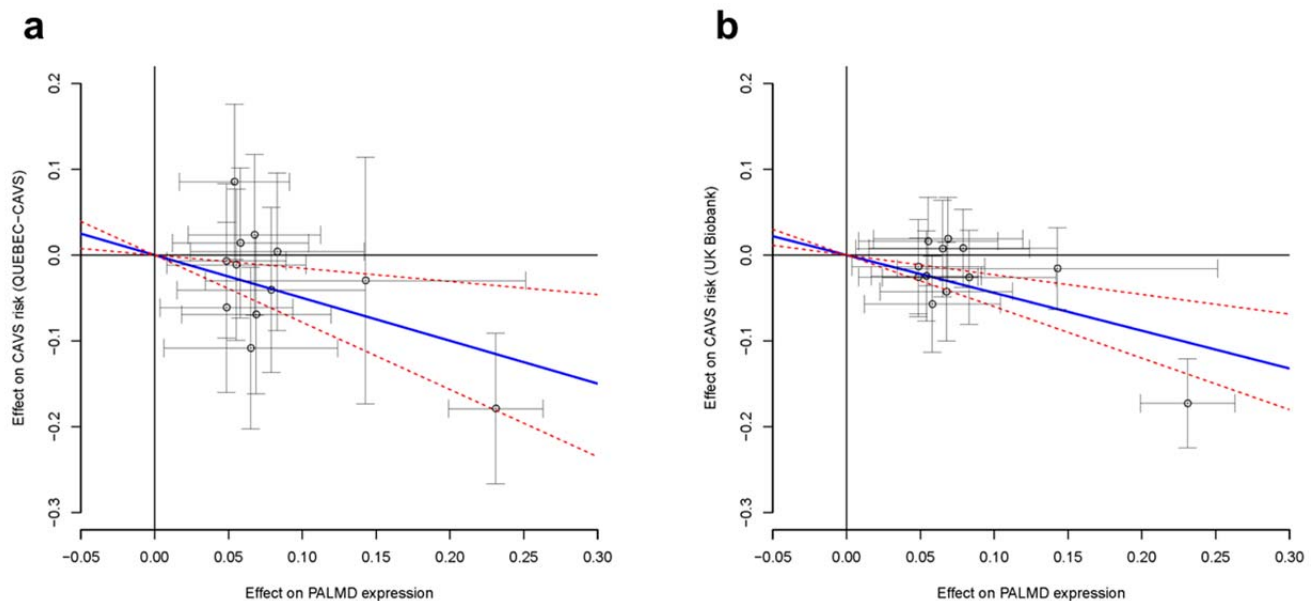 a
b
Effect on CAVS risk (QUEBEC−CAVS)
0.2
0.1
0.0
−0.1
−0.2
−0.3
−0.05 0.00 0.05 0.10 0.15 0.20 0.25 0.30
Effect on PALMD expression
Effect on CAVS risk (UK Biobank)
0.2
0.1
0.0
−0.1
−0.2
−0.3
−0.05 0.00 0.05 0.10 0.15 0.20 0.25 0.30
Effect on PALMD expression